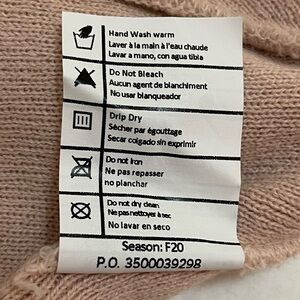 Hand Wash warm
Laver à la main à l'eau chaude
Lavar a mano, con agua tibia
Do Not Bleach
Aucun agent de blanchiment
No usar blanqueador
Drip Dry
Sécher par égouttage
Secar colgado sin exprimir
Do not Iron
Ne pas repasser
no planchar
Do not dry clean
Ne pas nettoyer à sec
No lavar en seco
Season: F20
P.O. 3500039298